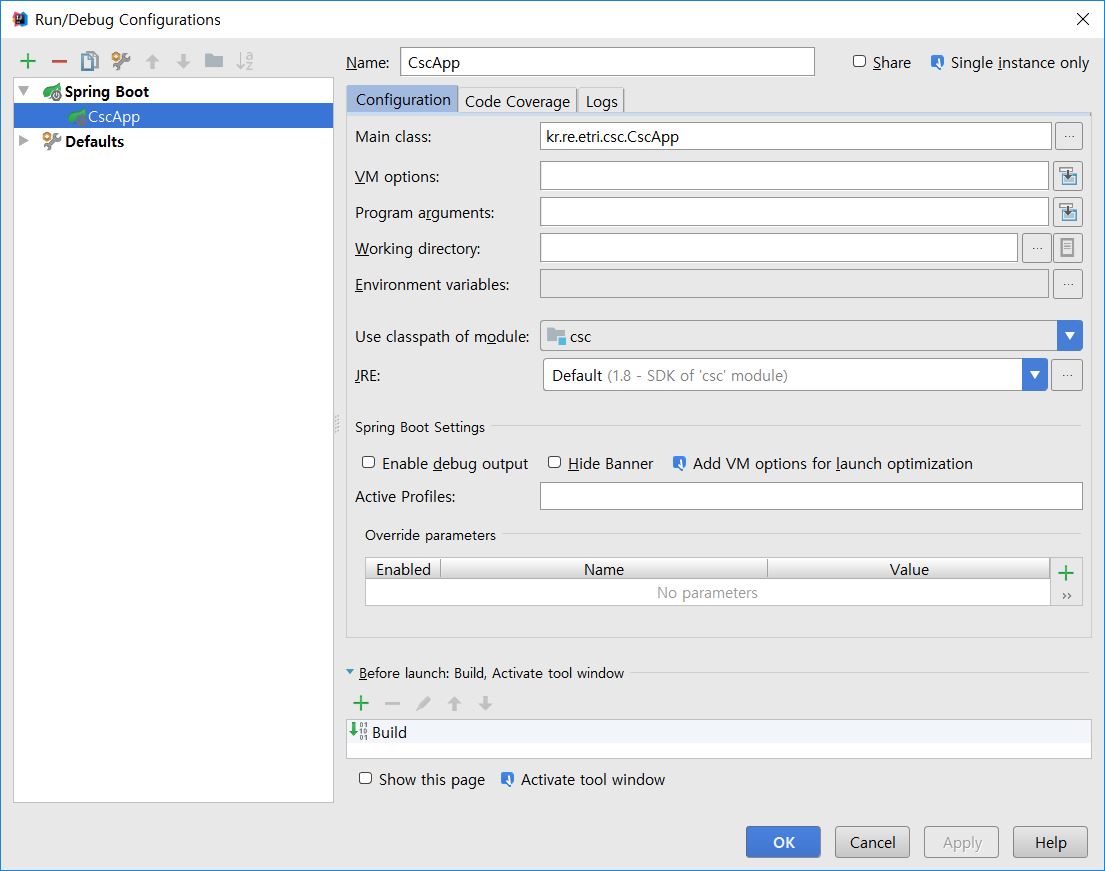 Run/Debug Configurations
Name: CscApp Share Single instance only
Spring Boot
CscApp
Defaults
Configuration Code Coverage Logs
Main class: kr.re.etri.csc.CscApp ...
VM options:
Program arguments:
Working directory: ...
Environment variables: ...
Use classpath of module: csc
JRE: Default (1.8 - SDK of 'csc' module) ...
Spring Boot Settings
Enable debug output Hide Banner Add VM options for launch optimization
Active Profiles:
Override parameters
Enabled Name Value
No parameters
»
Before launch: Build, Activate tool window
Build
Show this page Activate tool window
OK Cancel Apply Help